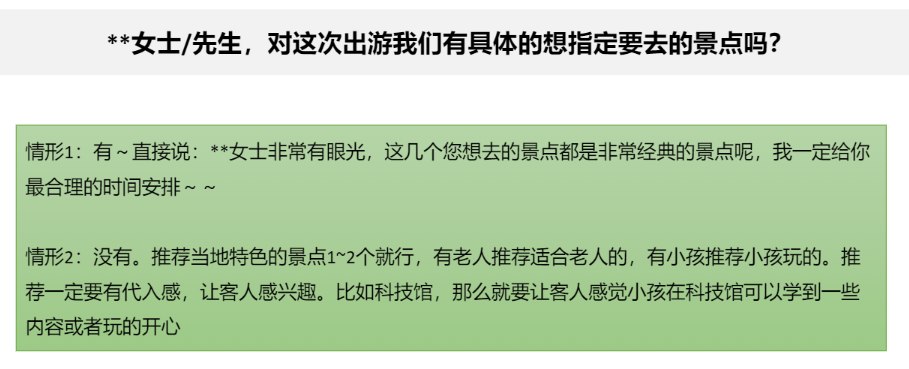 **女士/先生，对这次出游我们有具体的想指定要去的景点吗？
情形1：有～直接说：**女士非常有眼光，这几个您想去的景点都是非常经典的景点呢，我一定给你
最合理的时间安排～～
情形2：没有。推荐当地特色的景点1~2个就行，有老人推荐适合老人的，有小孩推荐小孩玩的。推
荐一定要有代入感，让客人感兴趣。比如科技馆，那么就要让客人感觉小孩在科技馆可以学到一些
内容或者玩的开心